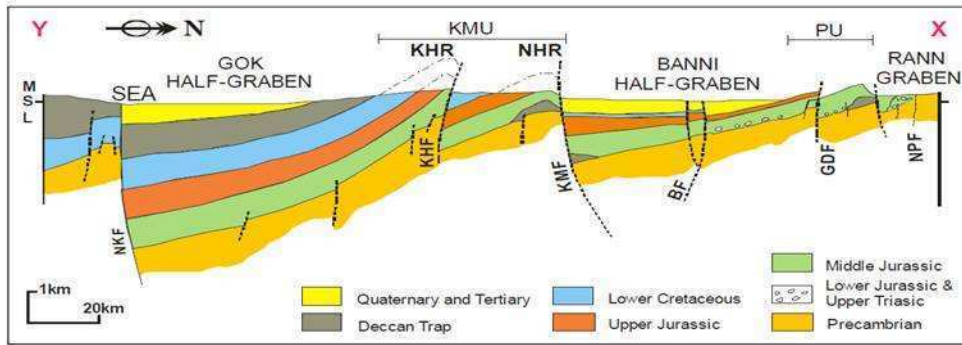 Y
N
KMU
X
KHR
NHR
PU
GOK
HALF-GRABEN
BANNI
HALF-GRABEN
RANN
GRABEN
M
S
L
SEA
NKF
KHF
KMF
BF
GDF
NPF
1km
20km
Quaternary and Tertiary
Deccan Trap
Lower Cretaceous
Upper Jurassic
Middle Jurassic
Lower Jurassic &
Upper Triasic
Precambrian